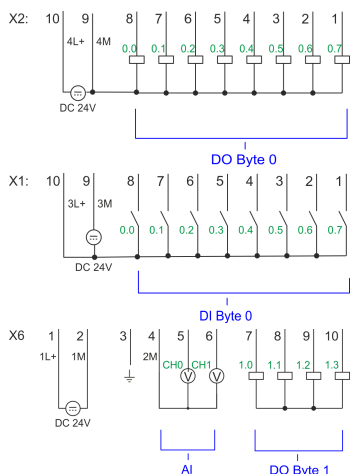 X2: 10 9 8 7 6 5 4 3 2 1
4L+ 4M 0.0 0.1 0.2 0.3 0.4 0.5 0.6 0.7
DC 24V
DO Byte 0
X1: 10 9 8 7 6 5 4 3 2 1
3L+ 3M 0.0 0.1 0.2 0.3 0.4 0.5 0.6 0.7
DC 24V
DI Byte 0
X6 1 2 3 4 5 6 7 8 9 10
1L+ 1M 2M CH0 CH1 1.0 1.1 1.2 1.3
V V
DC 24V
AI DO Byte 1